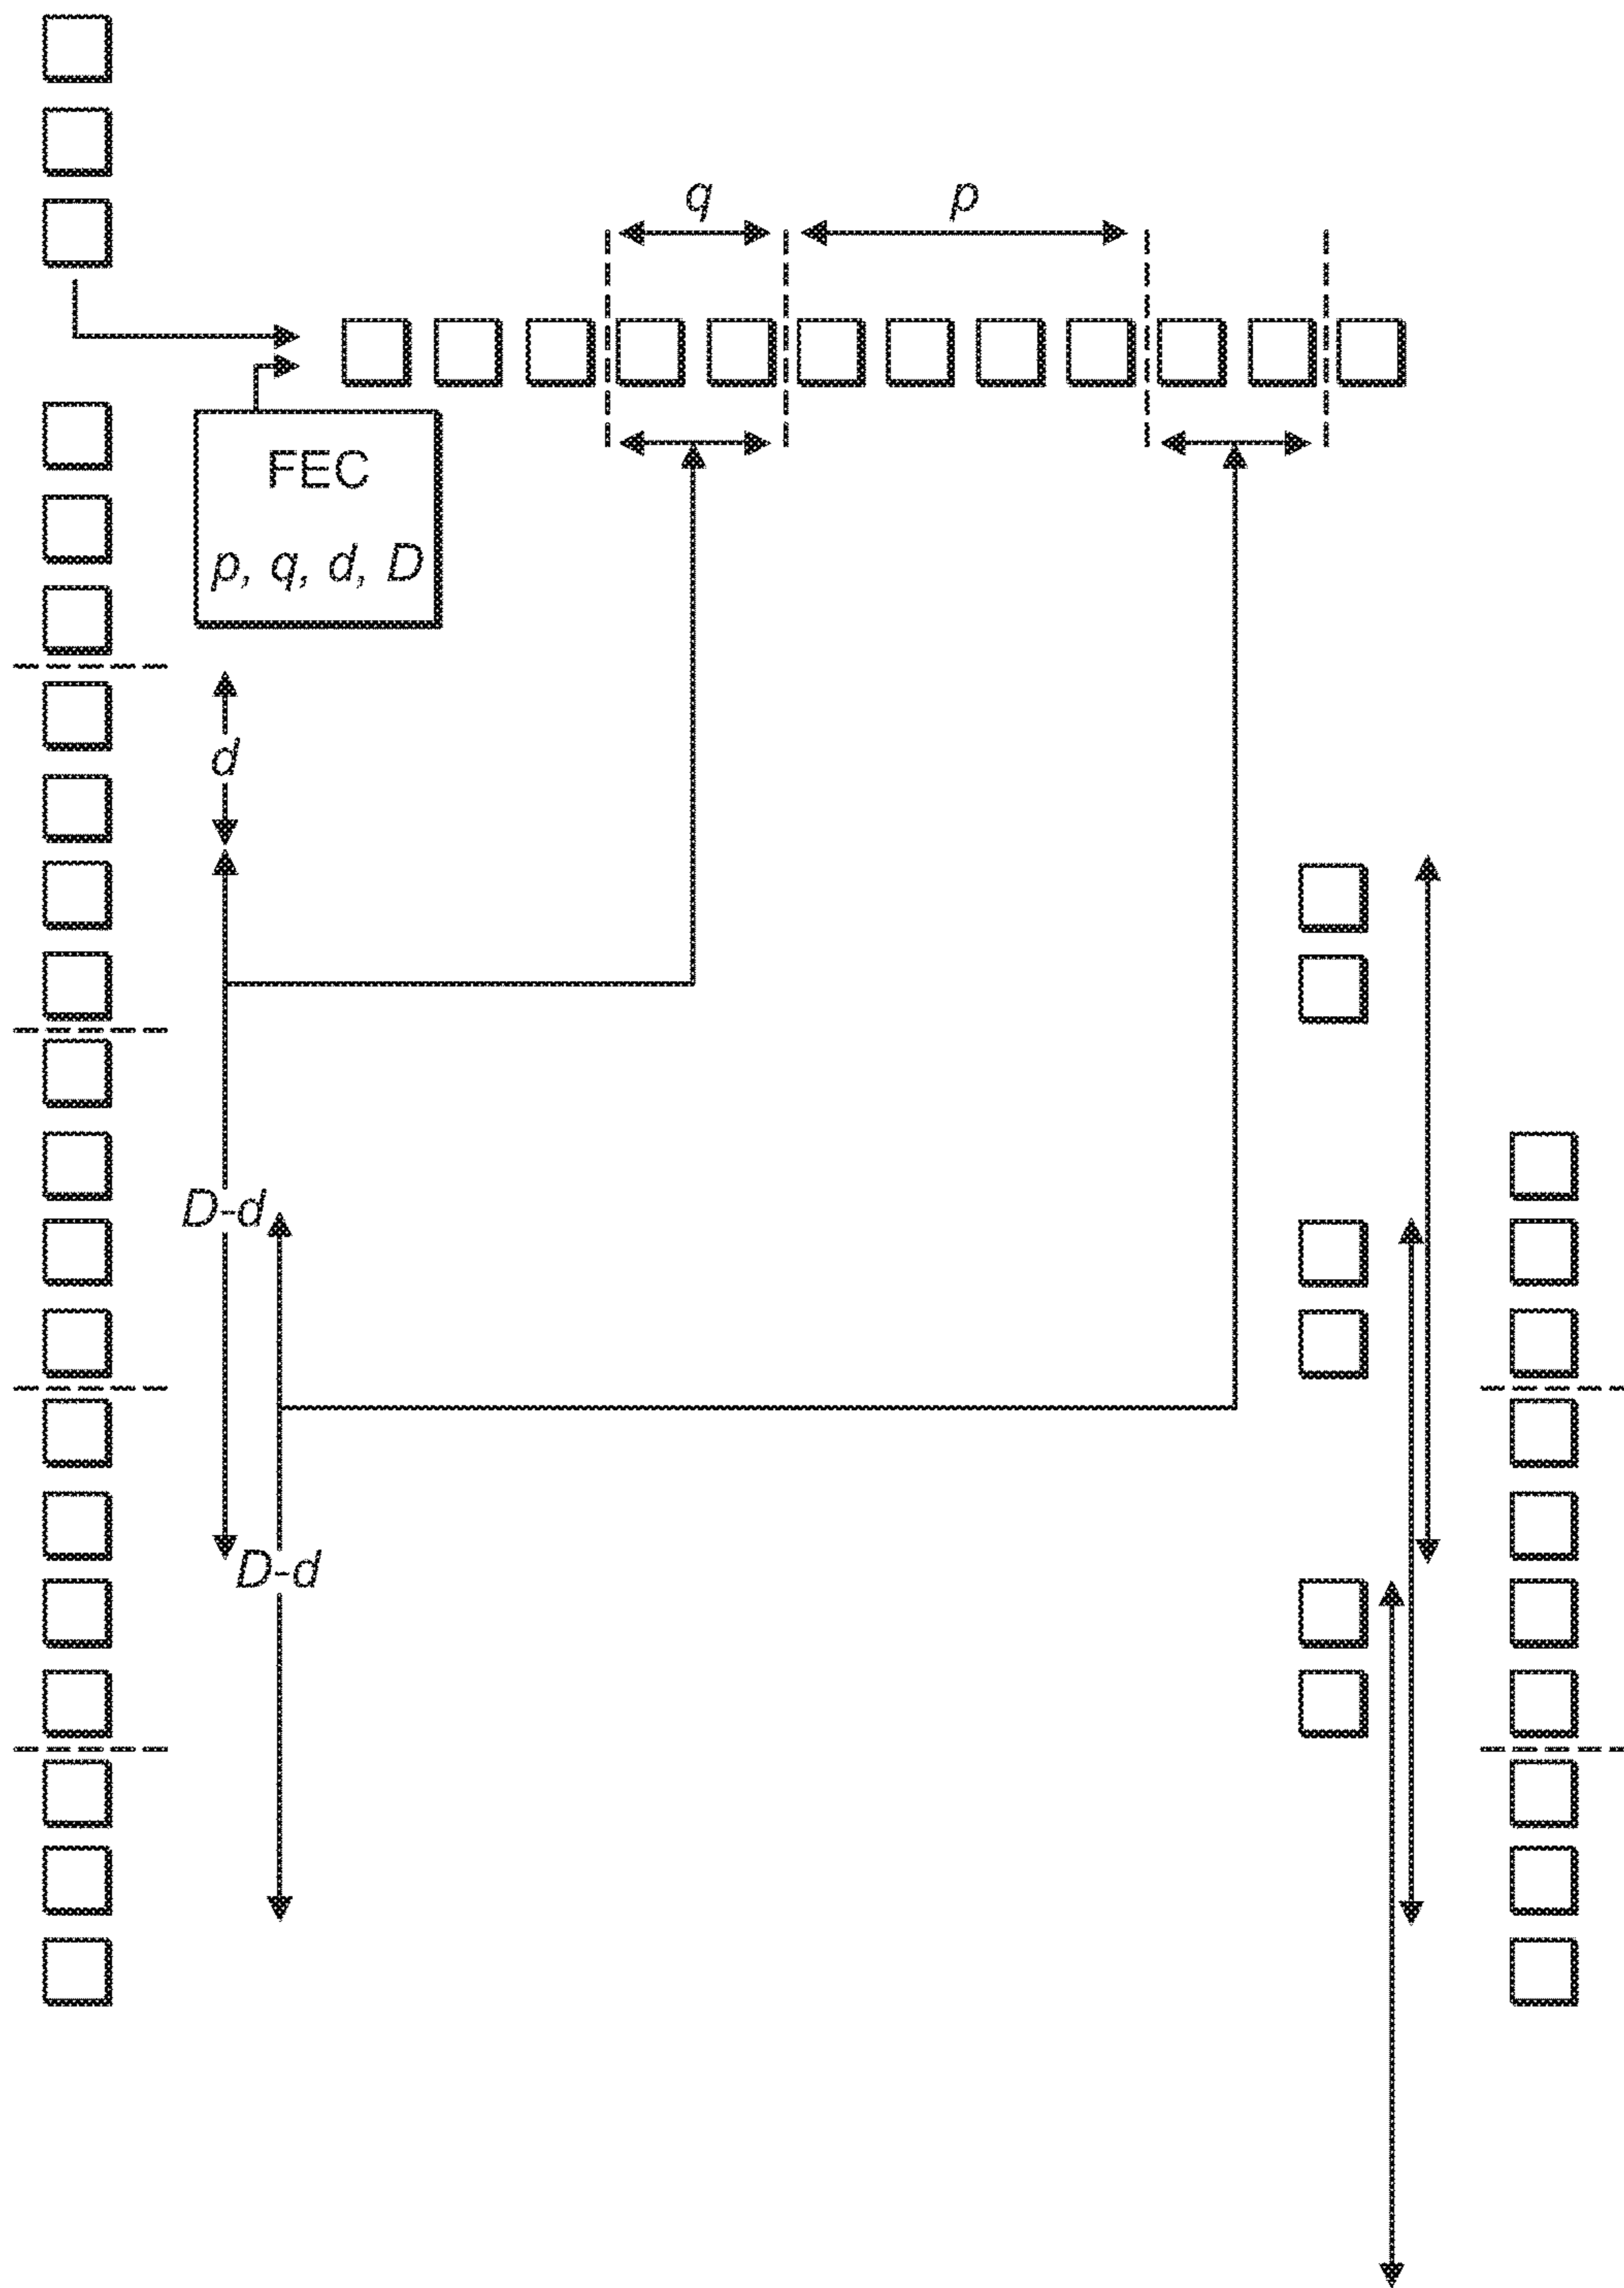 q
p
FEC
p, q, d, D
d
D-d
D-d